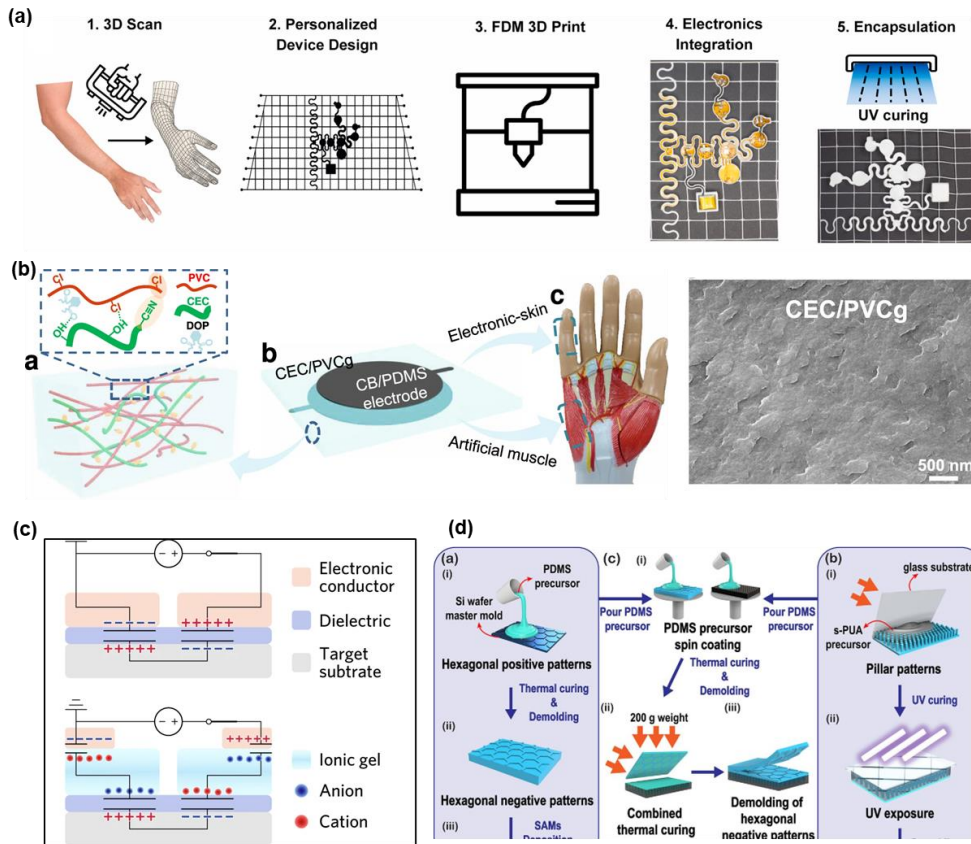 (a)
1. 3D Scan
2. Personalized
Device Design
3. FDM 3D Print
4. Electronics
Integration
5. Encapsulation
UV curing
(b)
Cl
Cl
Cl
PVC
CEC
DOP
OH
OH
C≡N
a
b
CEC/PVCg
CB/PDMS
electrode
Electronic-skin
Artificial muscle
c
CEC/PVCg
500 nm
(c)
Electronic
conductor
Dielectric
Target
subtrate
Ionic gel
Anion
Cation
(d)
(a)
(i)
PDMS
precursor
Si wafer
master mold
Hexagonal positive patterns
Thermal curing
&
Demolding
(ii)
Hexagonal negative patterns
(iii)
SAMs
(c)
(i)
Pour PDMS
precursor
PDMS precursor
spin coating
Pour PDMS
precursor
Thermal curing
&
Demolding
(ii)
200 g weight
(iii)
Combined
thermal curing
Demolding of
hexagonal
negative patterns
(b)
(i)
glass substrate
s-PUA
precursor
Pillar patterns
UV curing
(ii)
UV exposure